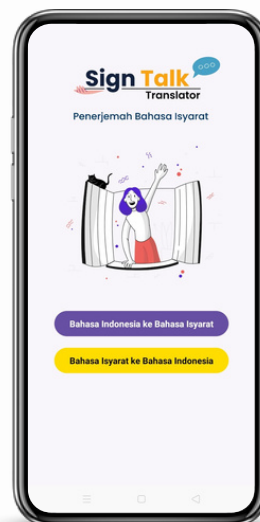 Sign Talk
Translator
Penerjemah Bahasa Isyarat
Bahasa Indonesia ke Bahasa Isyarat
Bahasa Isyarat ke Bahasa Indonesia